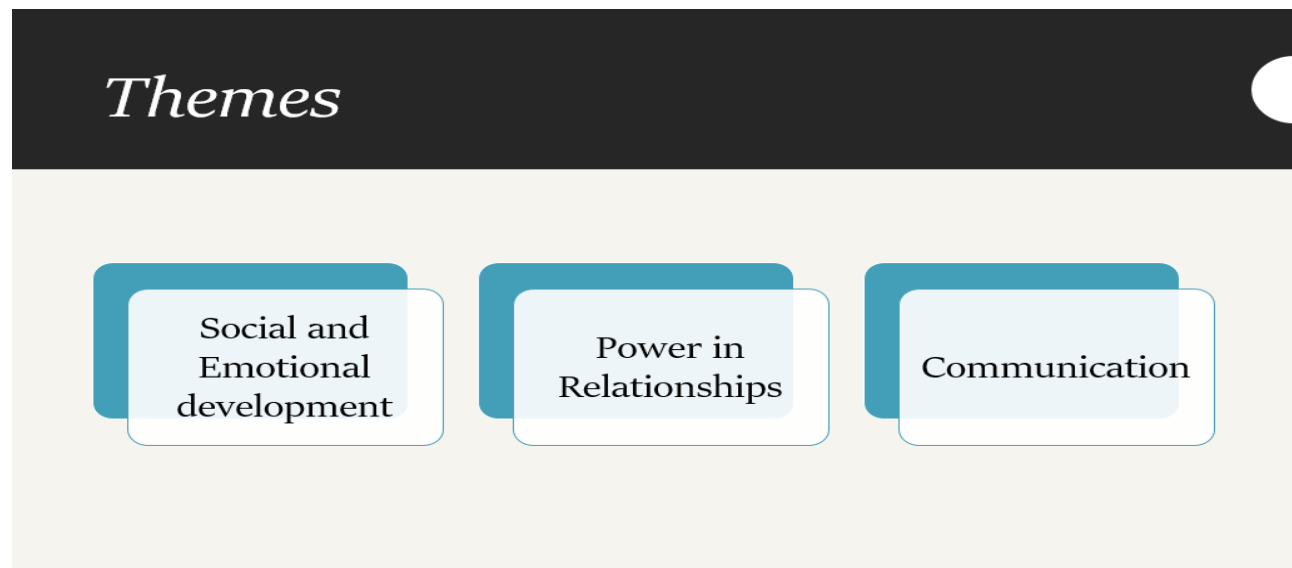 Themes
Social and
Emotional
development
Power in
Relationships
Communication